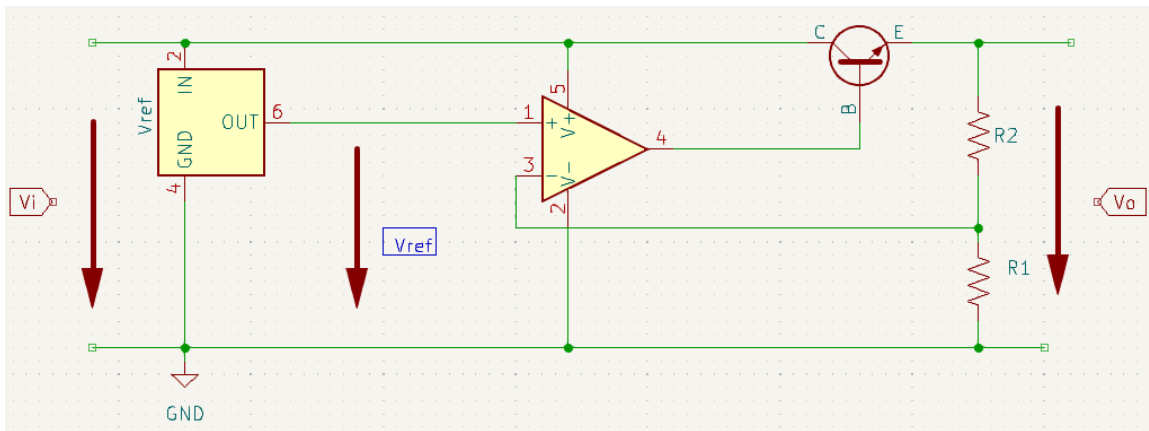 C
E
2
IN
Vref
OUT
6
GND
4
5
1
+
V+
3
-
V-
2
4
B
R2
R1
Vi
Vref
Vo
GND